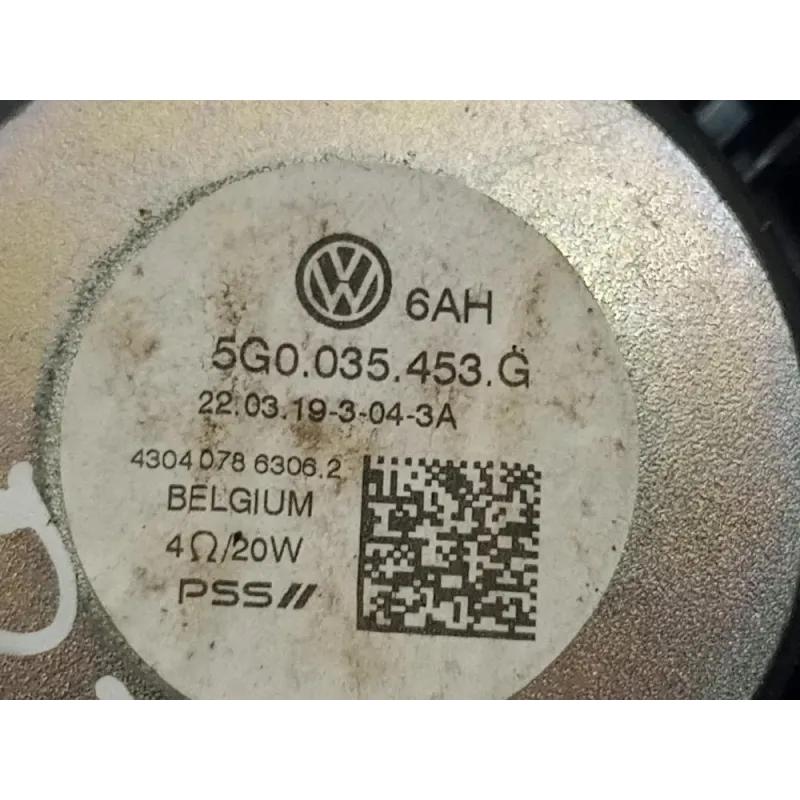 6AH
5G0.035.453.G
22.03.19-3-04-3A
4304 078 6306.2
BELGIUM
4Ω/20W
PSS//